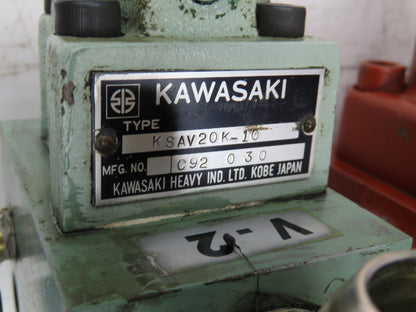 KAWASAKI
TYPE
KSAV20K-10
MFG. NO. C92 030
KAWASAKI HEAVY IND. LTD. KOBE JAPAN
V-2